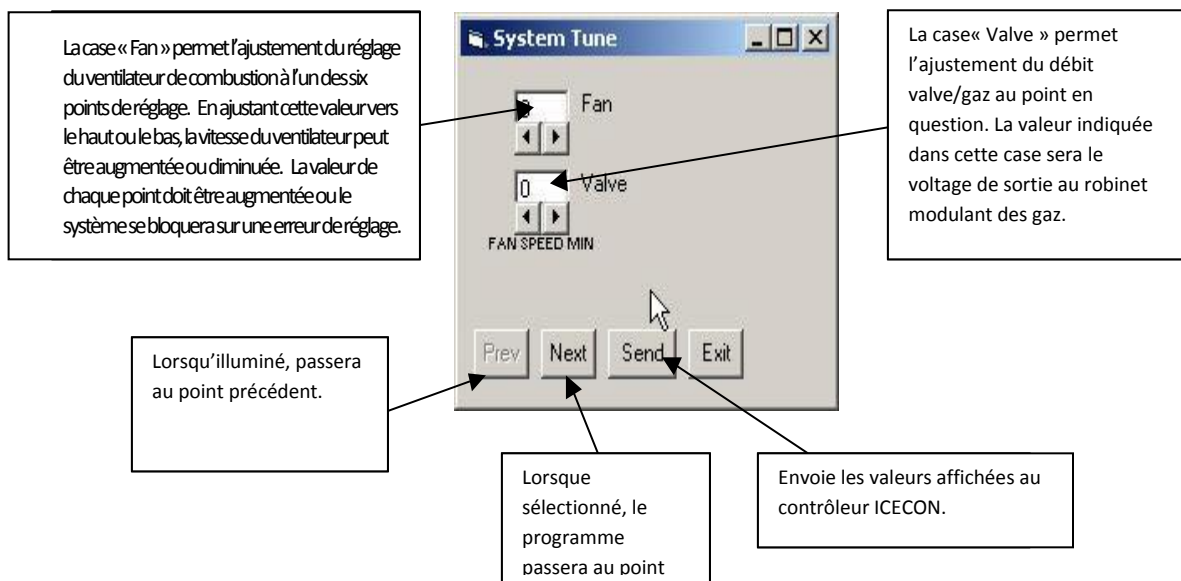 La case « Fan » permet l'ajustement du réglage
du ventilateur de combustion à l'un des six
points de réglage. En ajustant cette valeur vers
le haut ou le bas, la vitesse du ventilateur peut
être augmentée ou diminuée. La valeur de
chaque point doit être augmentée ou le
système se bloquera sur une erreur de réglage.
System Tune
Fan
0
Valve
FAN SPEED MIN
Prev Next Send Exit
La case« Valve » permet
l'ajustement du débit
valve/gaz au point en
question. La valeur indiquée
dans cette case sera le
voltage de sortie au robinet
modulant des gaz.
Lorsqu'illuminé, passera
au point précédent.
Lorsque
sélectionné, le
programme
passera au point
Envoie les valeurs affichées au
contrôleur ICECON.